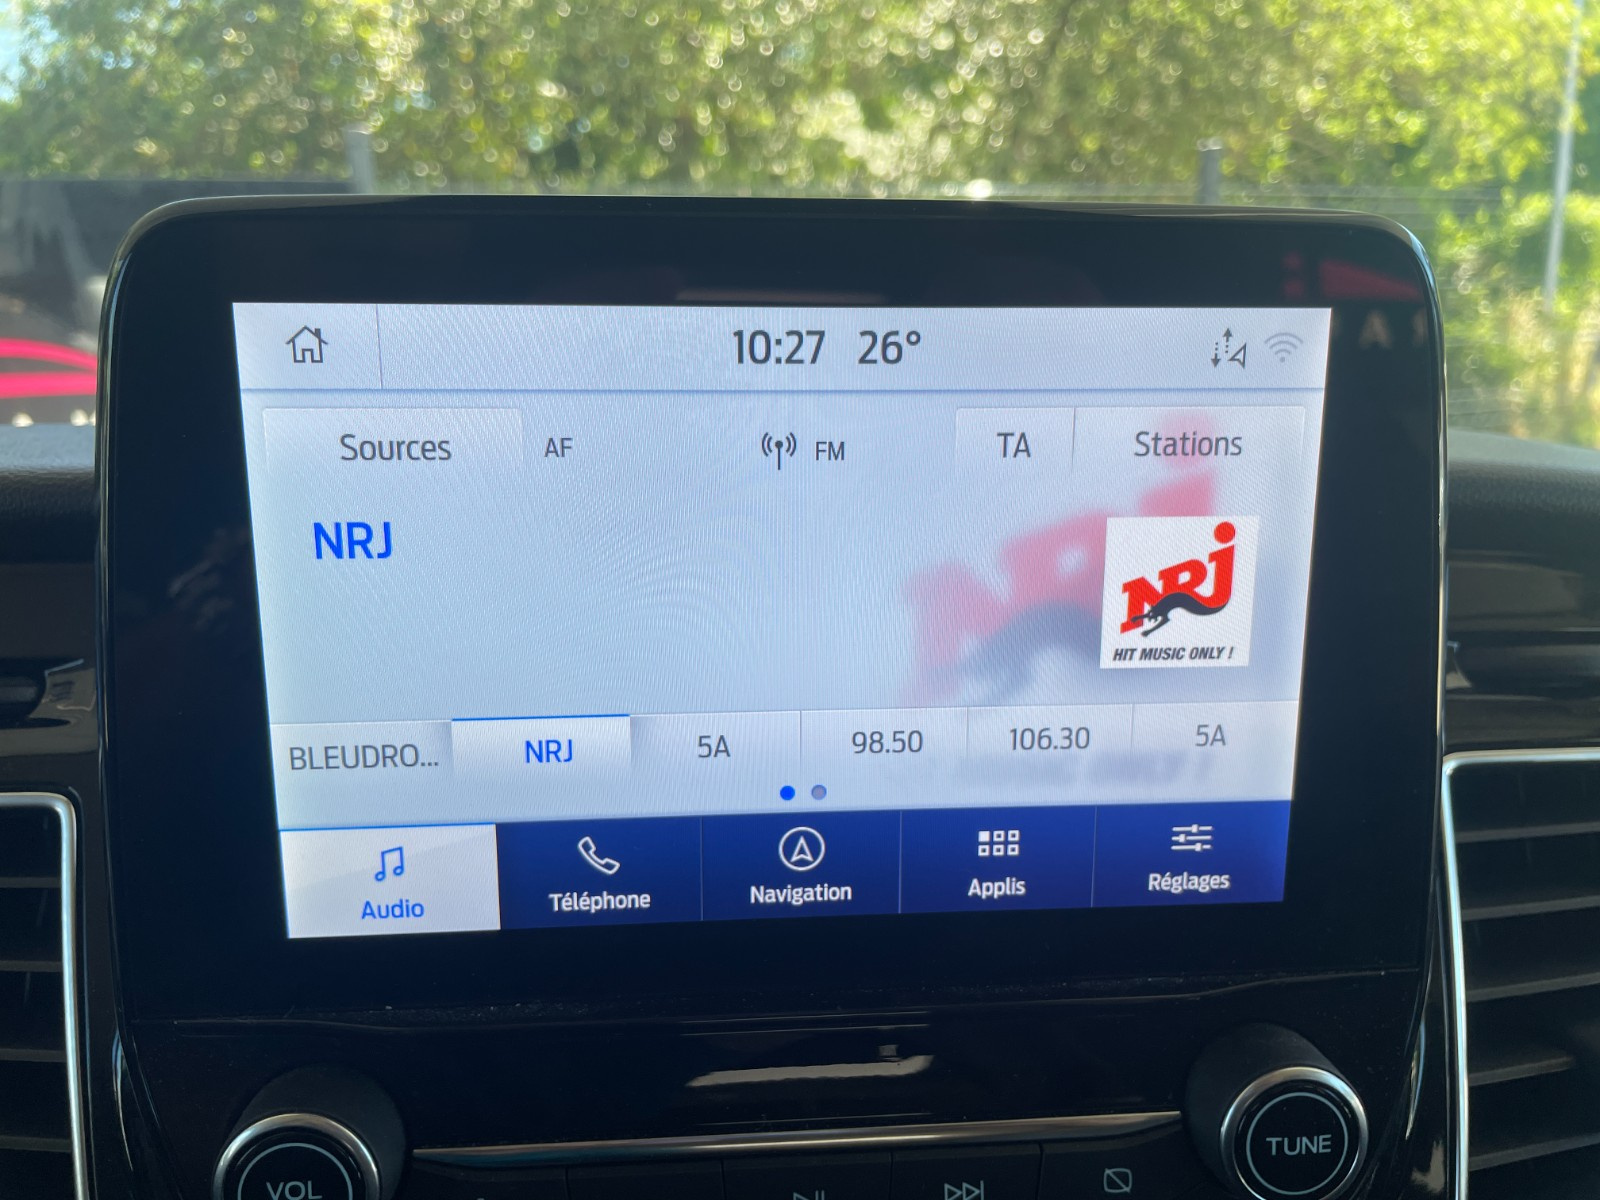 10:27 26°
Sources AF FM TA Stations
NRJ
NRJ
HIT MUSIC ONLY !
BLEUDRO... NRJ 5A 98.50 106.30 5A
Audio Téléphone Navigation Applis Réglages
VOL TUNE